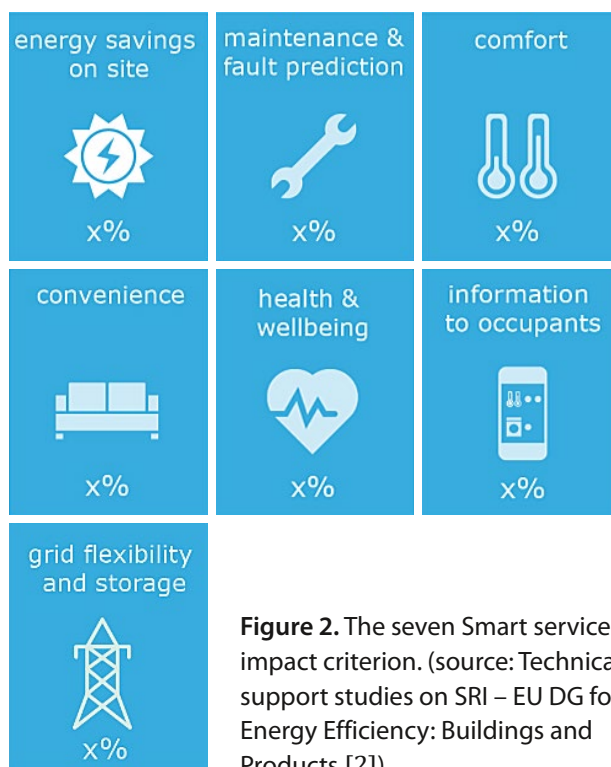 energy savings
on site
x%
maintenance &
fault prediction
x%
comfort
x%
convenience
x%
health &
wellbeing
x%
information
to occupants
x%
grid flexibility
and storage
x%
Figure 2. The seven Smart service
impact criterion. (source: Technica
support studies on SRI – EU DG fo
Energy Efficiency: Buildings and
Products [2])